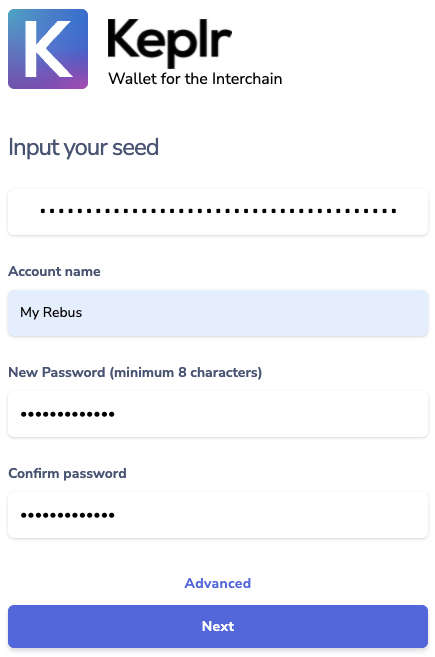 K Keplr
Wallet for the Interchain
Input your seed
•••••••••••••••••••••••••••••••••••••••
Account name
My Rebus
New Password (minimum 8 characters)
•••••••••••••
Confirm password
•••••••••••••
Advanced
Next